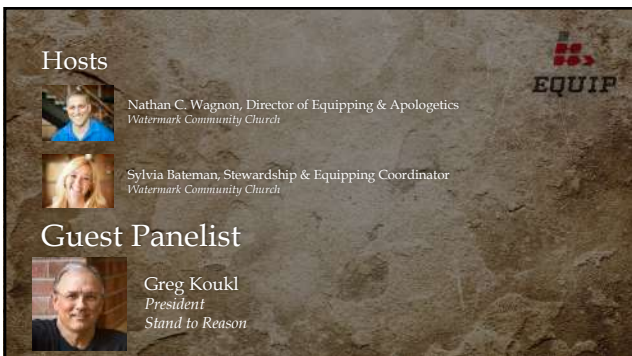 Hosts
EQUIP
Nathan C. Wagnon, Director of Equipping & Apologetics
Watermark Community Church
Sylvia Bateman, Stewardship & Equipping Coordinator
Watermark Community Church
Guest Panelist
Greg Koukl
President
Stand to Reason